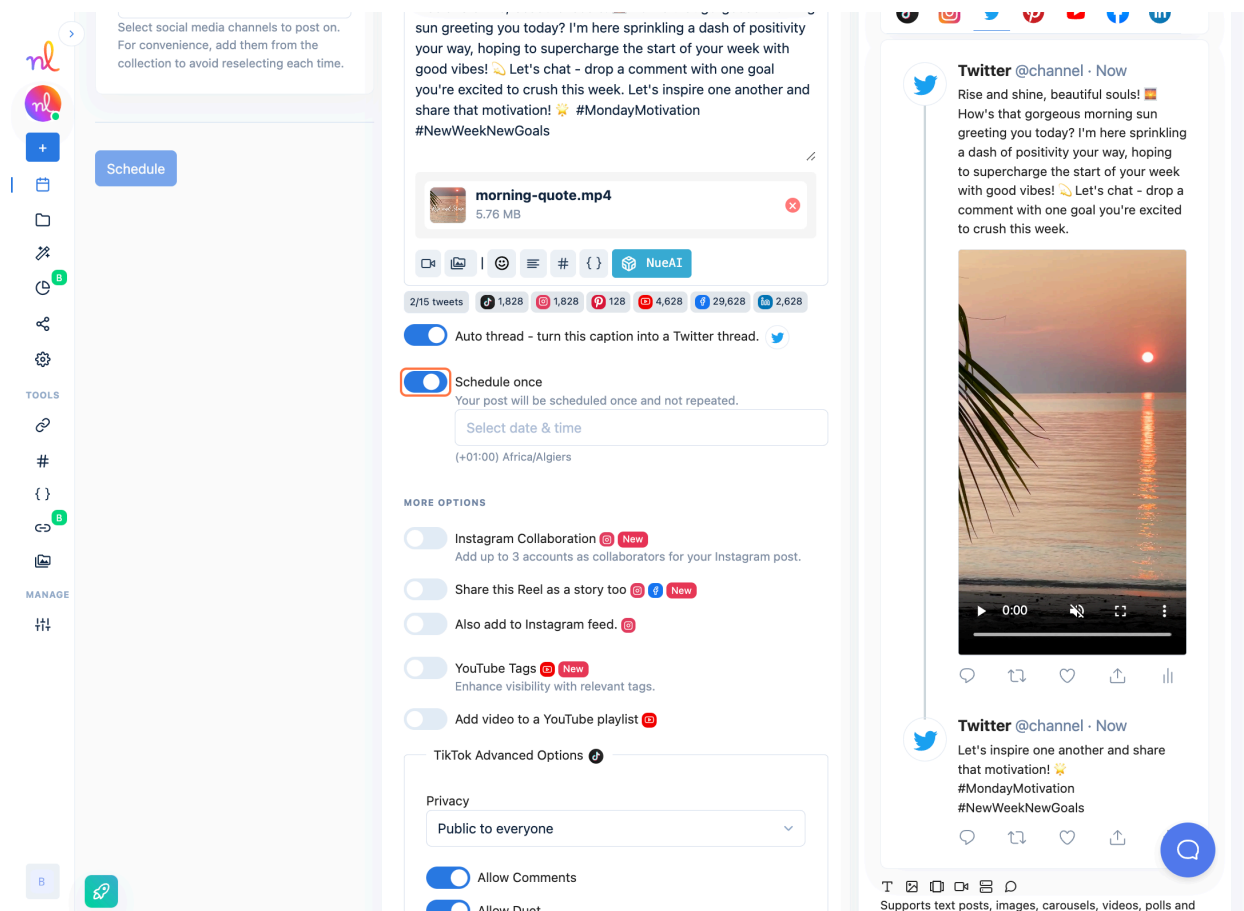 Select social media channels to post on.
For convenience, add them from the
collection to avoid reselecting each time.
Schedule
B
TOOLS
B
MANAGE
B
sun greeting you today? I'm here sprinkling a dash of positivity
your way, hoping to supercharge the start of your week with
good vibes! 💫 Let's chat - drop a comment with one goal
you're excited to crush this week. Let's inspire one another and
share that motivation! 🌟 #MondayMotivation
#NewWeekNewGoals
morning-quote.mp4
5.76 MB
# { } NueAI
2/15 tweets 1,828 1,828 128 4,628 29,628 2,628
Auto thread - turn this caption into a Twitter thread.
Schedule once
Your post will be scheduled once and not repeated.
Select date & time
(+01:00) Africa/Algiers
MORE OPTIONS
Instagram Collaboration New
Add up to 3 accounts as collaborators for your Instagram post.
Share this Reel as a story too New
Also add to Instagram feed.
YouTube Tags New
Enhance visibility with relevant tags.
Add video to a YouTube playlist
TikTok Advanced Options
Privacy
Public to everyone
Allow Comments
Allow Duet
Twitter @channel · Now
Rise and shine, beautiful souls! 🌅
How's that gorgeous morning sun
greeting you today? I'm here sprinkling
a dash of positivity your way, hoping
to supercharge the start of your week
with good vibes! 💫 Let's chat - drop a
comment with one goal you're excited
to crush this week.
0:00
Twitter @channel · Now
Let's inspire one another and share
that motivation! 🌟
#MondayMotivation
#NewWeekNewGoals
Supports text posts, images, carousels, videos, polls and